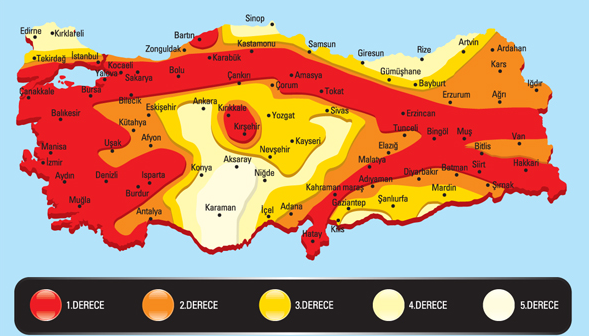 Sinop
Edirne
Kırklafeli
Bartın
Zonguldak
Kastamonu
Samsun
Artvin
Rize
Giresun
Ardahan
Tekirdağ
İstanbul
Kocaeli
Yalova
Sakarya
Bolu
Karabük
Kars
Gümüşhane
Bayburt
Çankırı
Amasya
Çorum
Tokat
Iğdır
Çanakkale
Bursa
Bilecik
Eskişehir
Ankara
Kırıkkale
Yozgat
Sivas
Erzincan
Erzurum
Ağrı
Balıkesir
Kütahya
Kırşehir
Tunceli
Bingöl
Muş
Van
Manisa
Uşak
Afyon
Kayseri
Nevşehir
Elazığ
Bitlis
İzmir
Aksaray
Malatya
Siirt
Hakkarı
Aydın
Denizli
Isparta
Konya
Niğde
Adıyaman
Diyarbakır
Batman
Burdur
Kahraman maraş
Mardin
Şırnak
Muğla
Antalya
Karaman
İçel
Adana
Gaziantep
Şanlıurfa
Hatay
Kilis
1.DERECE
2.DERECE
3.DERECE
4.DERECE
5.DERECE